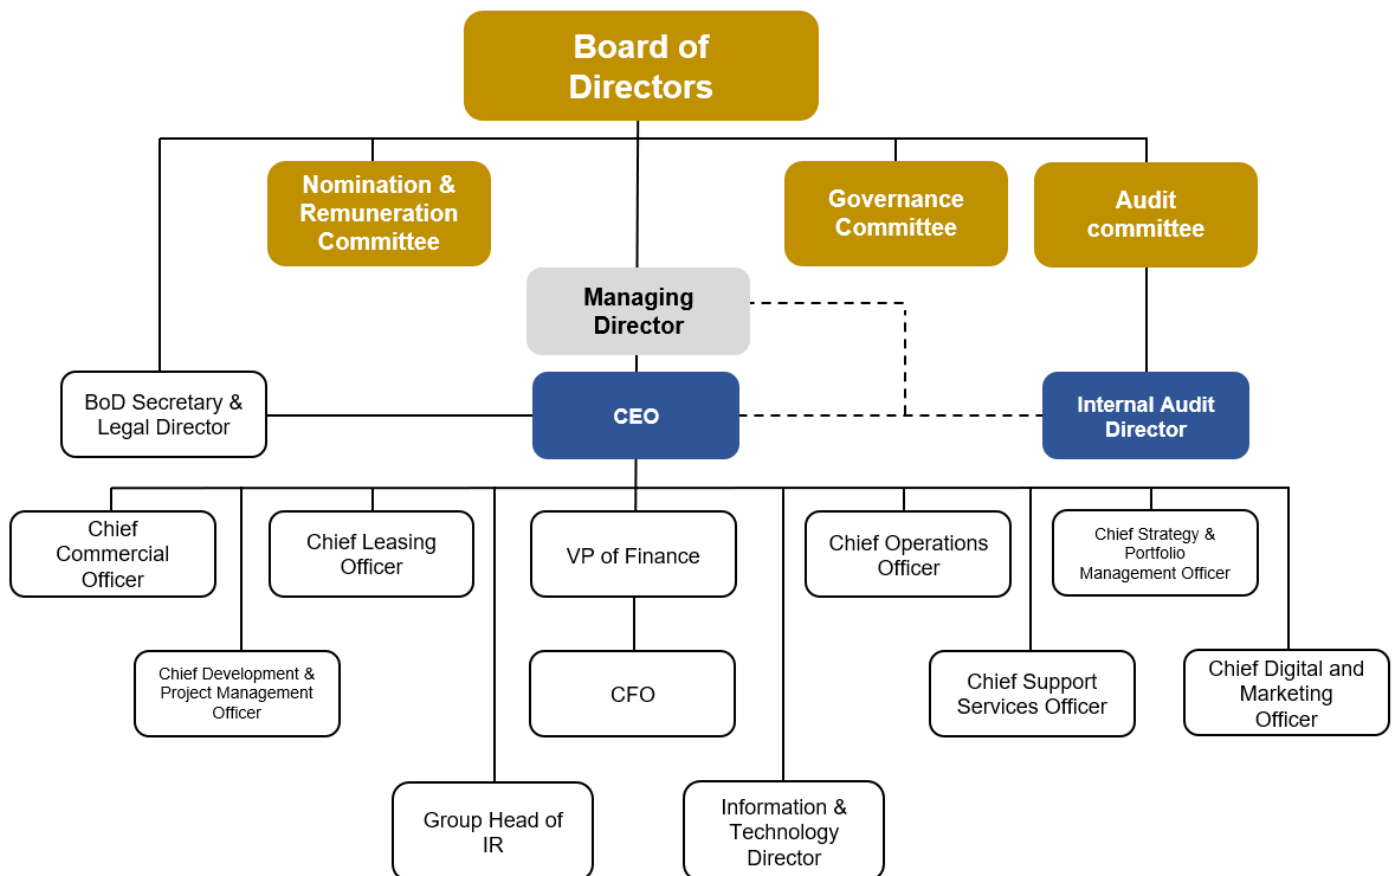 Board of
Directors
Nomination &
Remuneration
Committee
Governance
Committee
Audit
committee
Managing
Director
BoD Secretary &
Legal Director
CEO
Internal Audit
Director
Chief
Commercial
Officer
Chief Leasing
Officer
VP of Finance
Chief Operations
Officer
Chief Strategy &
Portfolio
Management Officer
Chief Development &
Project Management
Officer
CFO
Chief Support
Services Officer
Chief Digital and
Marketing
Officer
Group Head of
IR
Information &
Technology
Director